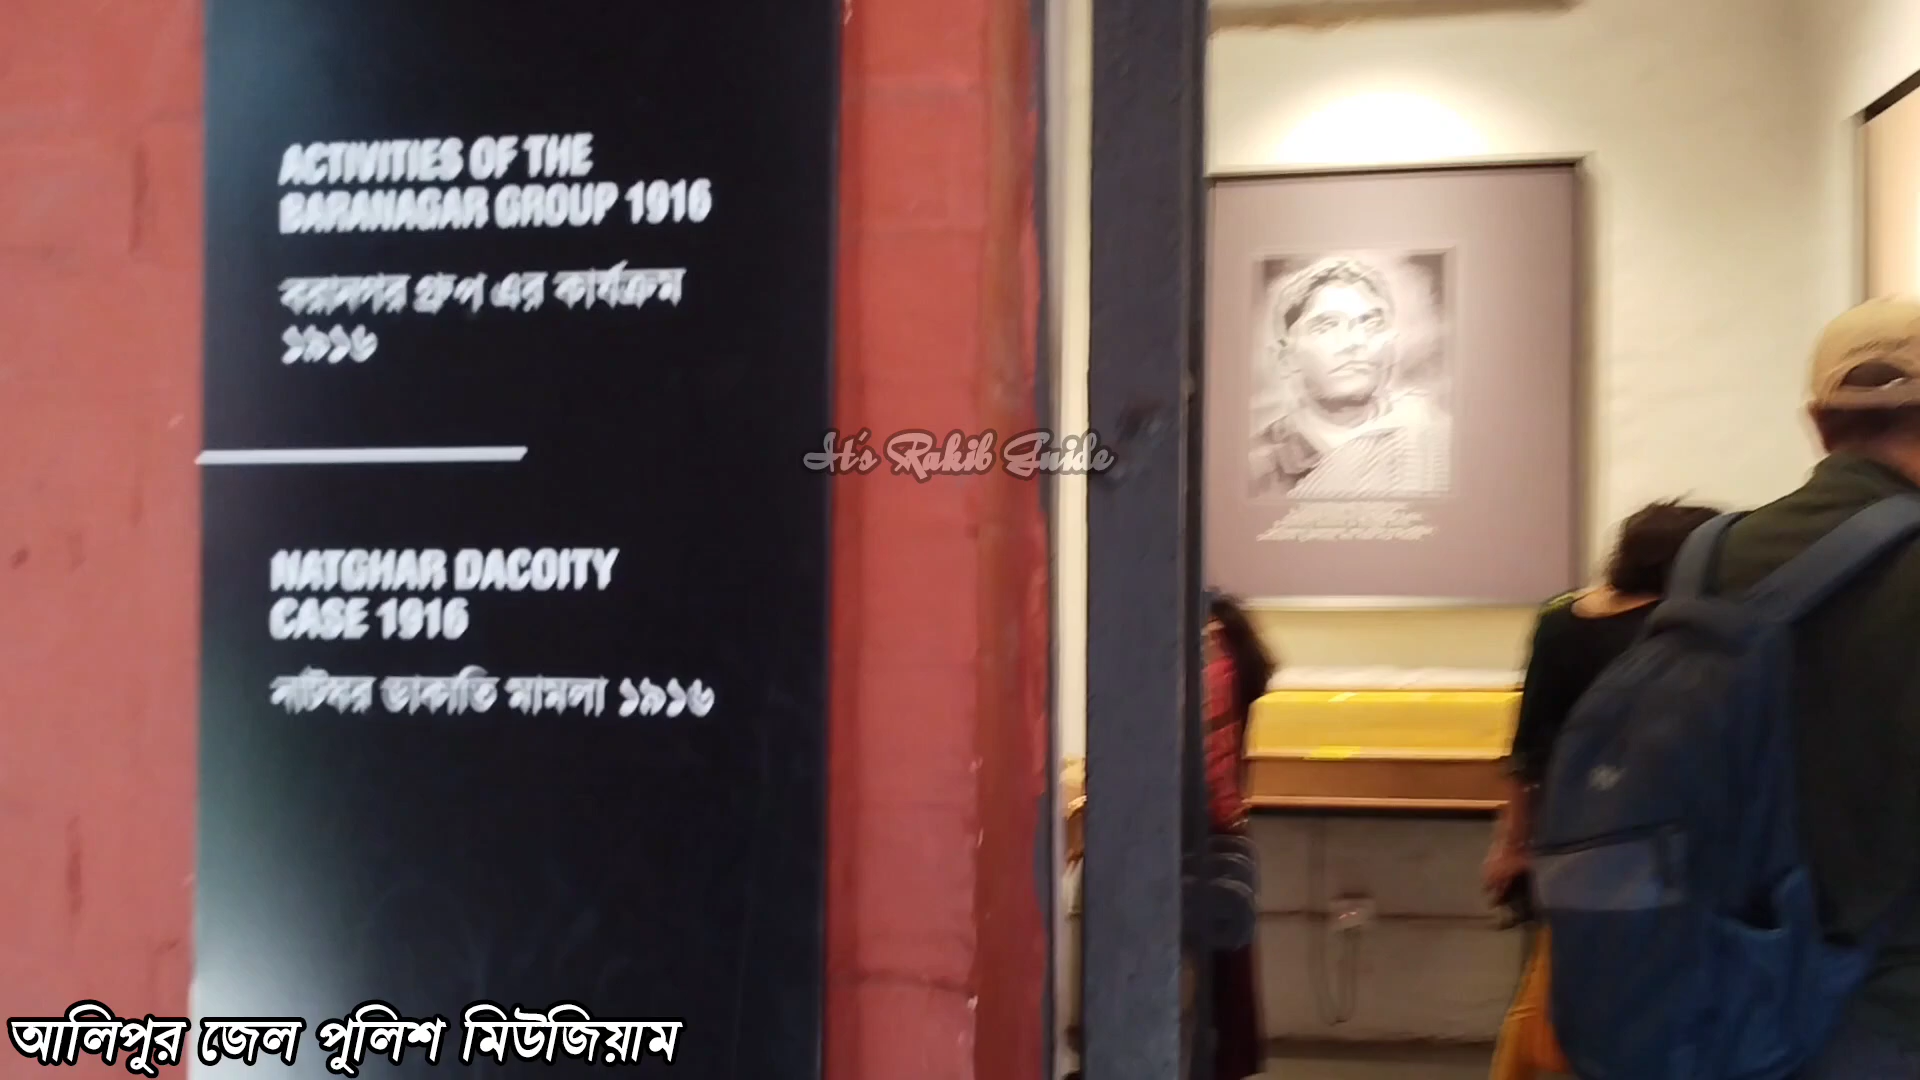 ACTIVITIES OF THE
BARANAGAR GROUP 1916
বরানগর গ্রুপ এর কার্যক্রম
১৯১৬
It's Rakib Guide
NATGHAR DACOITY
CASE 1916
নাটঘর ডাকাতি মামলা ১৯১৬
আলিপুর জেল পুলিশ মিউজিয়াম